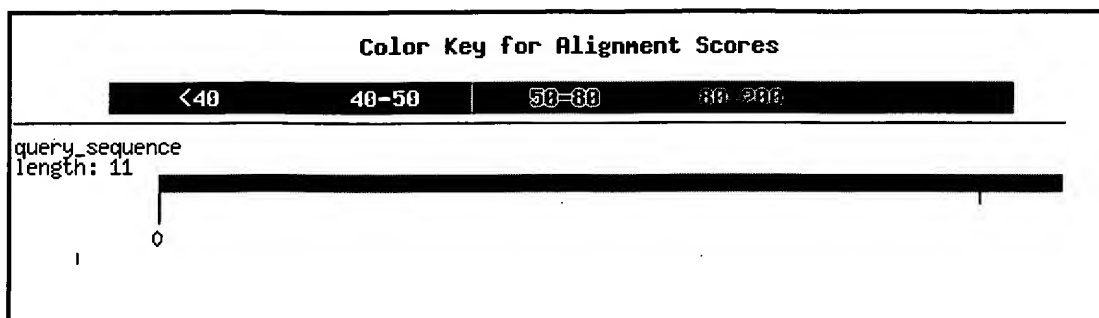 Color Key for Alignment Scores
<40 40-50 50-80 80-200
query_sequence
length: 11
0